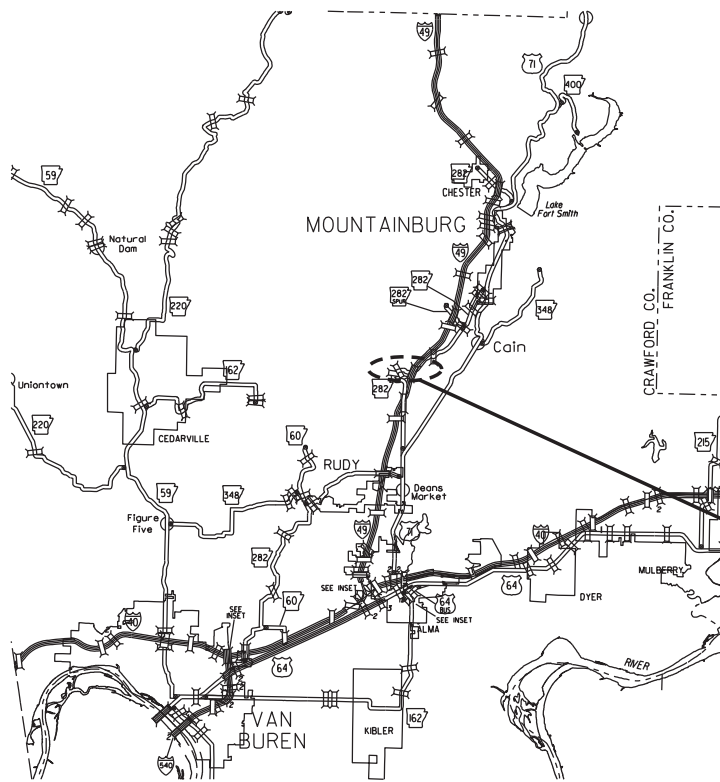 49
71
400
59
282
CHESTER
Lake
Fort Smith
MOUNTAINBURG
Natural
Dam
49
CRAWFORD CO.
FRANKLIN CO.
282
282
SPUR
348
220
Cain
162
282
Uniontown
220
CEDARVILLE
60
215
RUDY
59
348
Deans
Market
Figure
Five
49
71
40
282
SEE INSET
64
MULBERRY
60
64
BUS
SEE INSET
DYER
SEE
INSET
40
ALMA
64
RIVER
VAN
BUREN
KIBLER
162
540